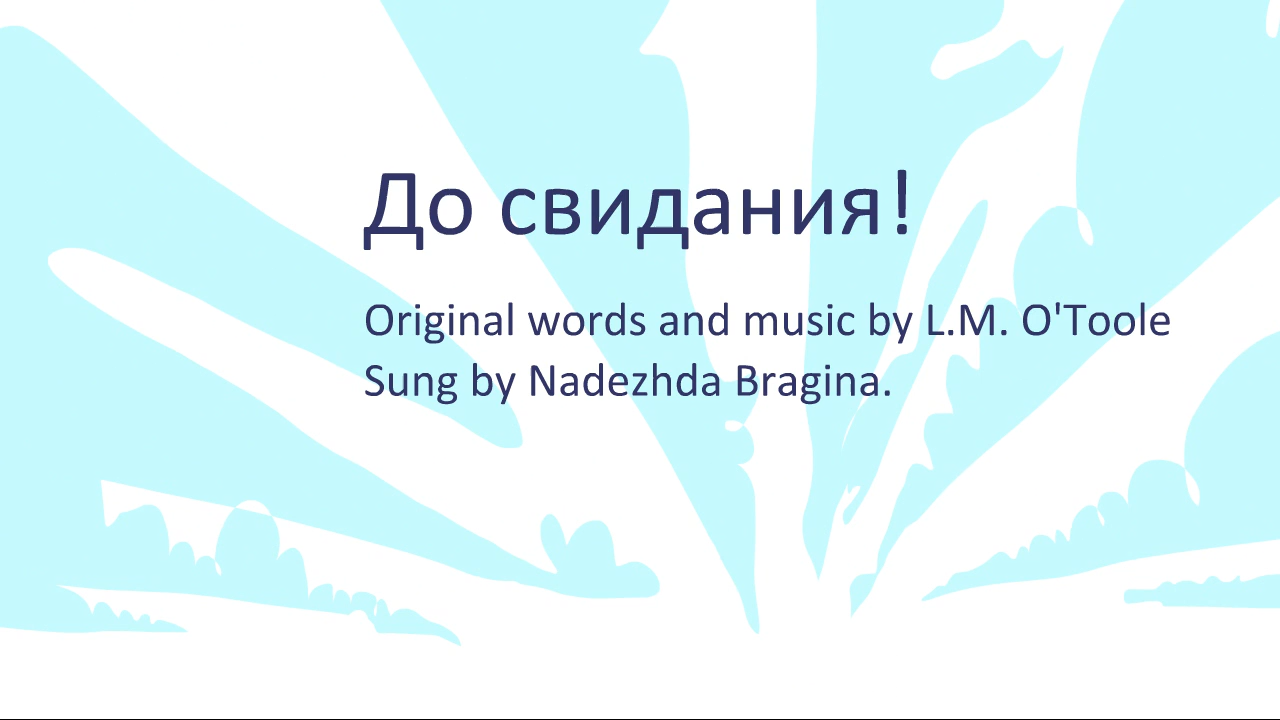 До свидания!
Original words and music by L.M. O'Toole
Sung by Nadezhda Bragina.